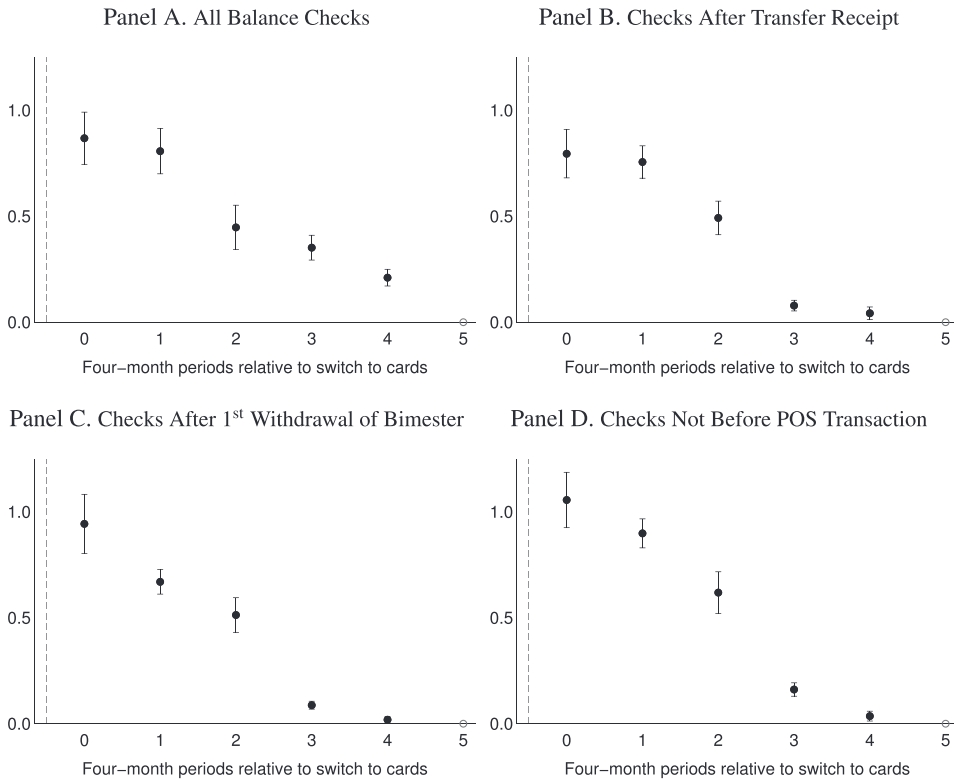 Panel A. All Balance Checks
1.0
0.5
0.0
0 1 2 3 4 5
Four−month periods relative to switch to cards
Panel B. Checks After Transfer Receipt
1.0
0.5
0.0
0 1 2 3 4 5
Four−month periods relative to switch to cards
Panel C. Checks After 1st Withdrawal of Bimester
1.0
0.5
0.0
0 1 2 3 4 5
Four−month periods relative to switch to cards
Panel D. Checks Not Before POS Transaction
1.0
0.5
0.0
0 1 2 3 4 5
Four−month periods relative to switch to cards